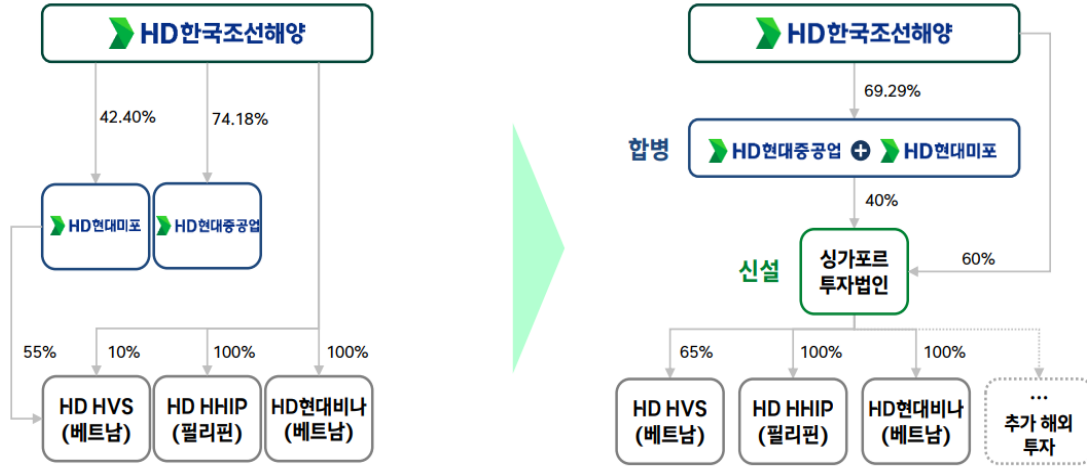 HD한국조선해양
42.40%
74.18%
HD현대미포
HD현대중공업
55%
10%
100%
100%
HD HVS
(베트남)
HD HHIP
(필리핀)
HD현대비나
(베트남)
HD한국조선해양
69.29%
합병
HD현대중공업
HD현대미포
40%
신설
싱가포르
투자법인
60%
65%
100%
100%
HD HVS
(베트남)
HD HHIP
(필리핀)
HD현대비나
(베트남)
...
추가 해외
투자